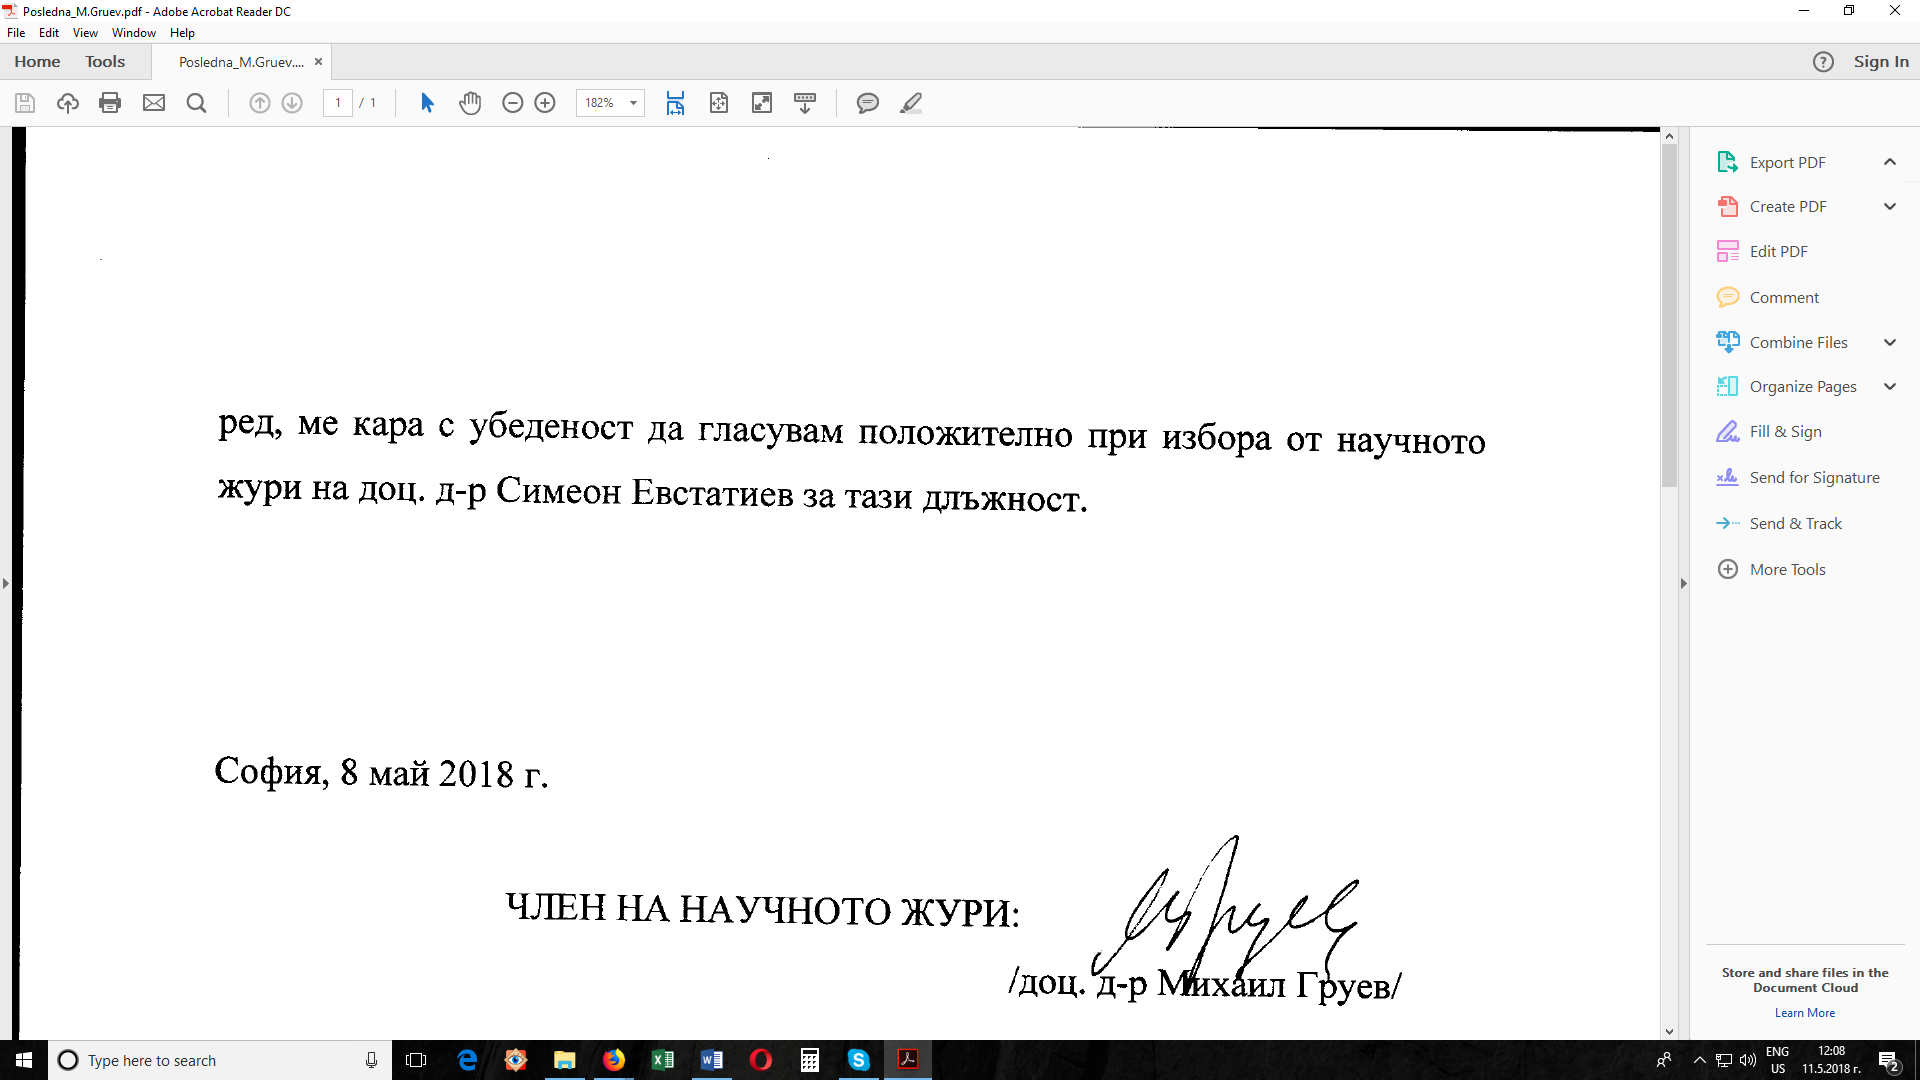 Posledna_M.Gruev.pdf - Adobe Acrobat Reader DC
File Edit View Window Help
Home Tools Posledna_M.Gruev.... × Sign In
1 / 1 182%
ред, ме кара с убеденост да гласувам положително при избора от научното
жури на доц. д-р Симеон Евстатиев за тази длъжност.
София, 8 май 2018 г.
ЧЛЕН НА НАУЧНОТО ЖУРИ:
/доц. д-р Михаил Груев/
Export PDF
Create PDF
Edit PDF
Comment
Combine Files
Organize Pages
Fill & Sign
Send for Signature
Send & Track
More Tools
Store and share files in the
Document Cloud
Learn More
Type here to search
ENG
US
12:08
11.5.2018 г.
2